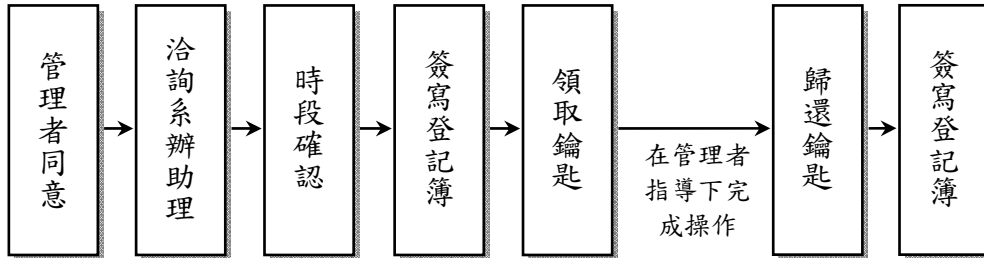 管理者同意
洽詢系辦助理
時段確認
簽寫登記簿
領取鑰匙
在管理者
指導下完
成操作
歸還鑰匙
簽寫登記簿